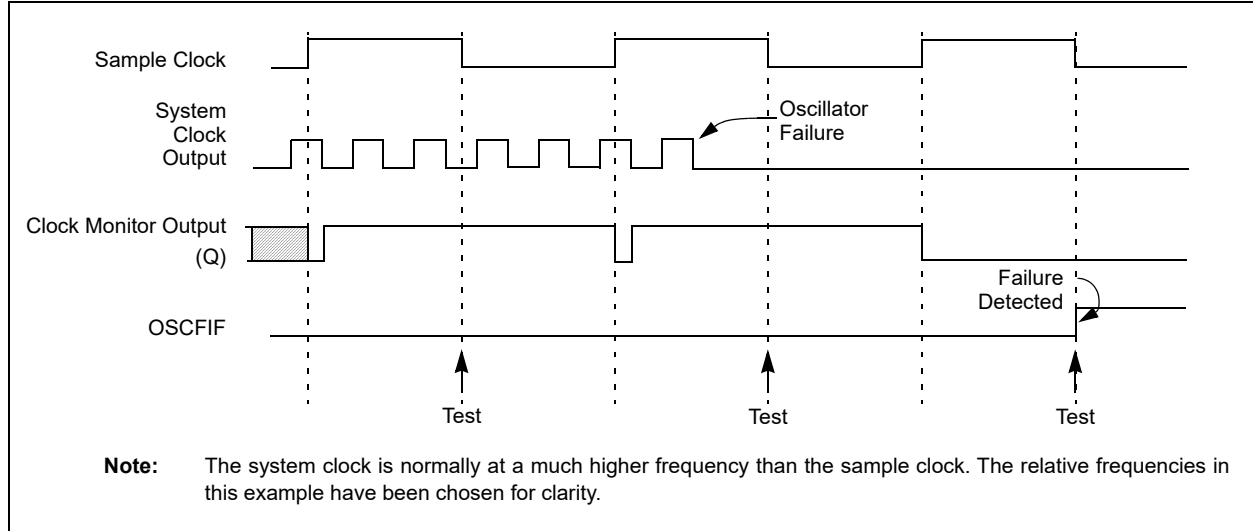 Sample Clock
System
Clock
Output
Oscillator
Failure
Clock Monitor Output
(Q)
Failure
Detected
OSCFIF
Test
Test
Test
Note: The system clock is normally at a much higher frequency than the sample clock. The relative frequencies in
this example have been chosen for clarity.